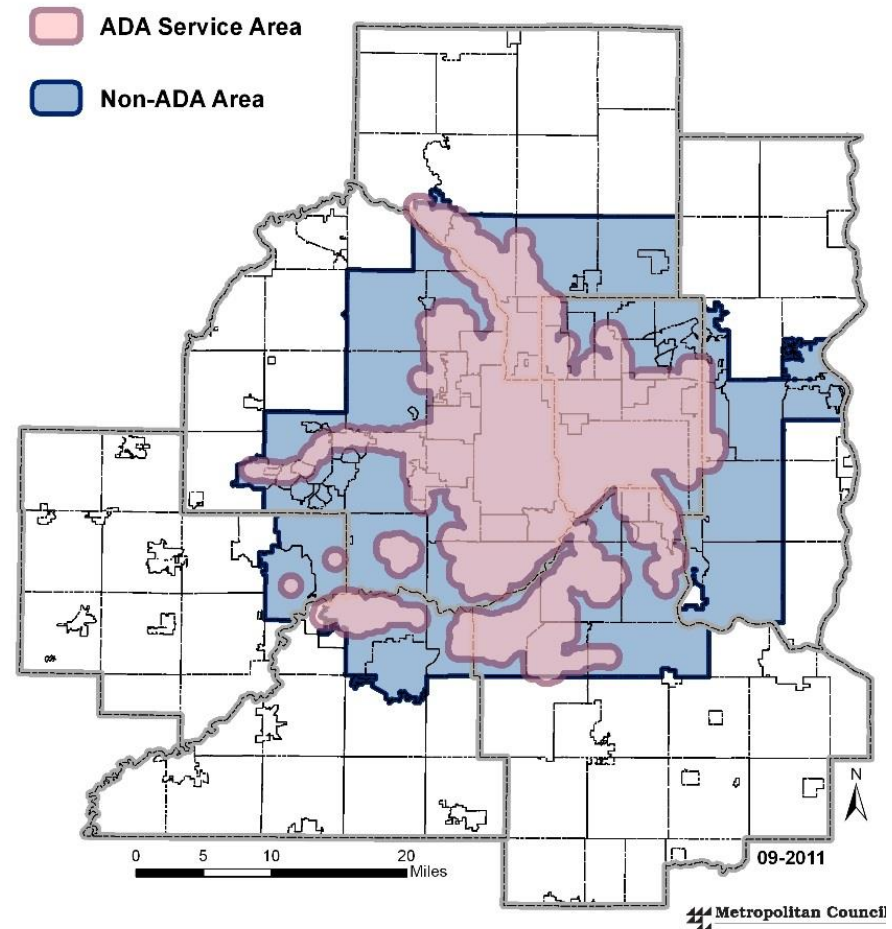 ADA Service Area
Non-ADA Area
N
0 5 10 20
Miles
09-2011
Metropolitan Council